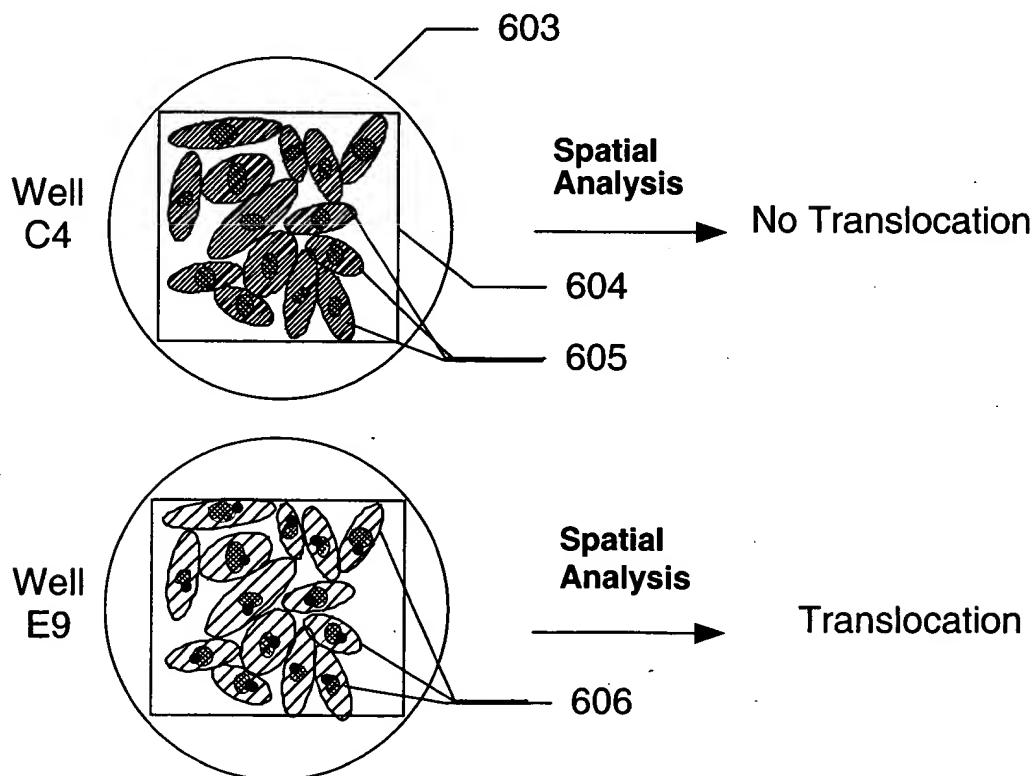 603
Well
C4
Spatial
Analysis
No Translocation
604
605
Well
E9
Spatial
Analysis
Translocation
606